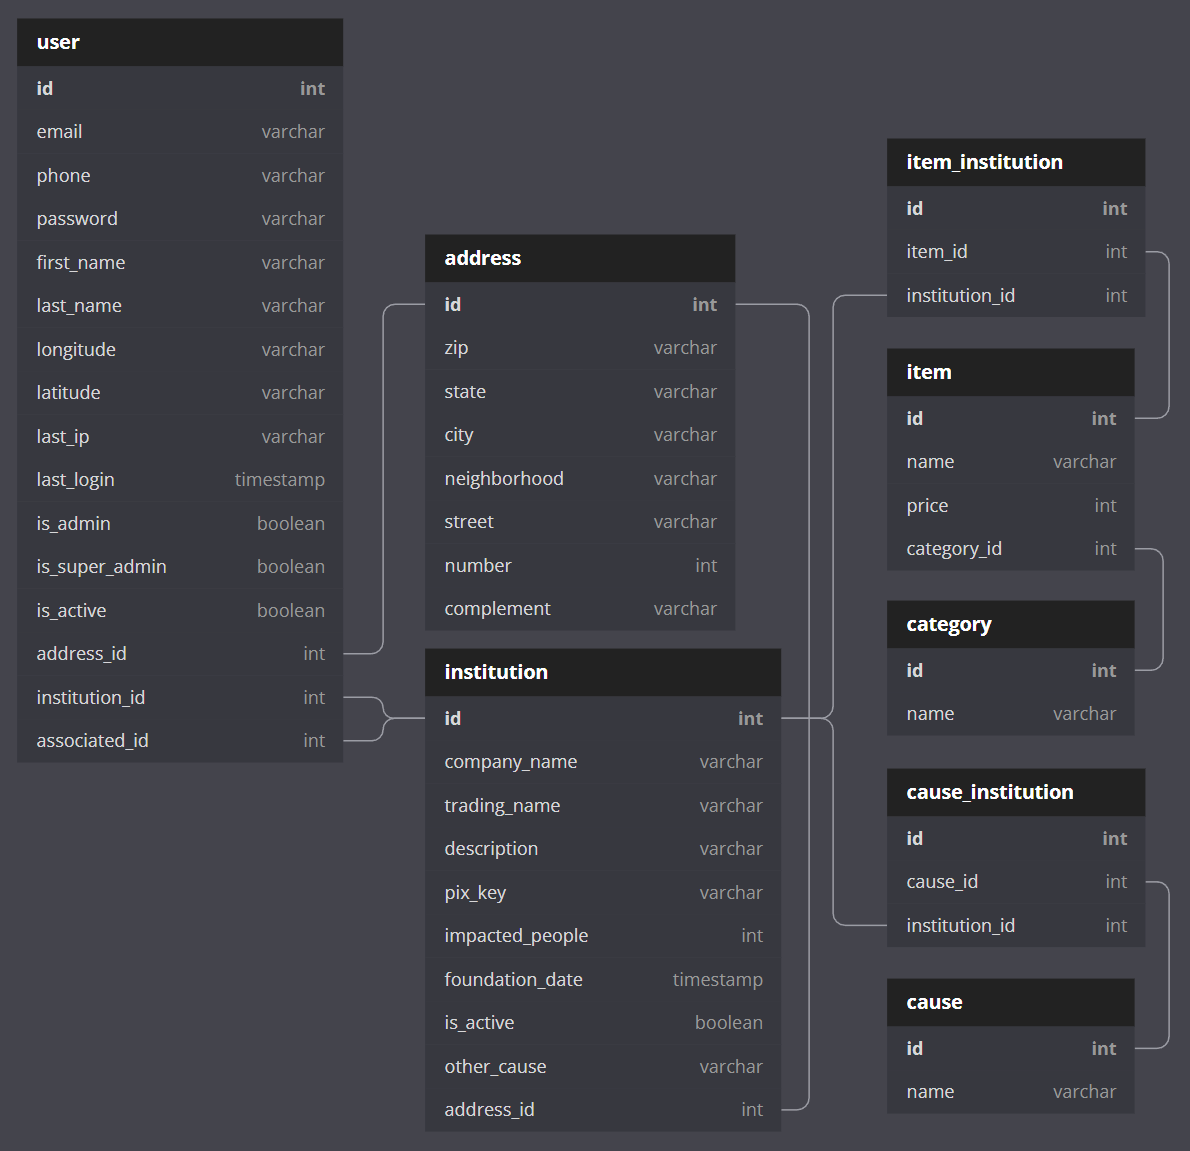 user
id int
email varchar
phone varchar
password varchar
first_name varchar
last_name varchar
longitude varchar
latitude varchar
last_ip varchar
last_login timestamp
is_admin boolean
is_super_admin boolean
is_active boolean
address_id int
institution_id int
associated_id int
address
id int
zip varchar
state varchar
city varchar
neighborhood varchar
street varchar
number int
complement varchar
institution
id int
company_name varchar
trading_name varchar
description varchar
pix_key varchar
impacted_people int
foundation_date timestamp
is_active boolean
other_cause varchar
address_id int
item_institution
id int
item_id int
institution_id int
item
id int
name varchar
price int
category_id int
category
id int
name varchar
cause_institution
id int
cause_id int
institution_id int
cause
id int
name varchar